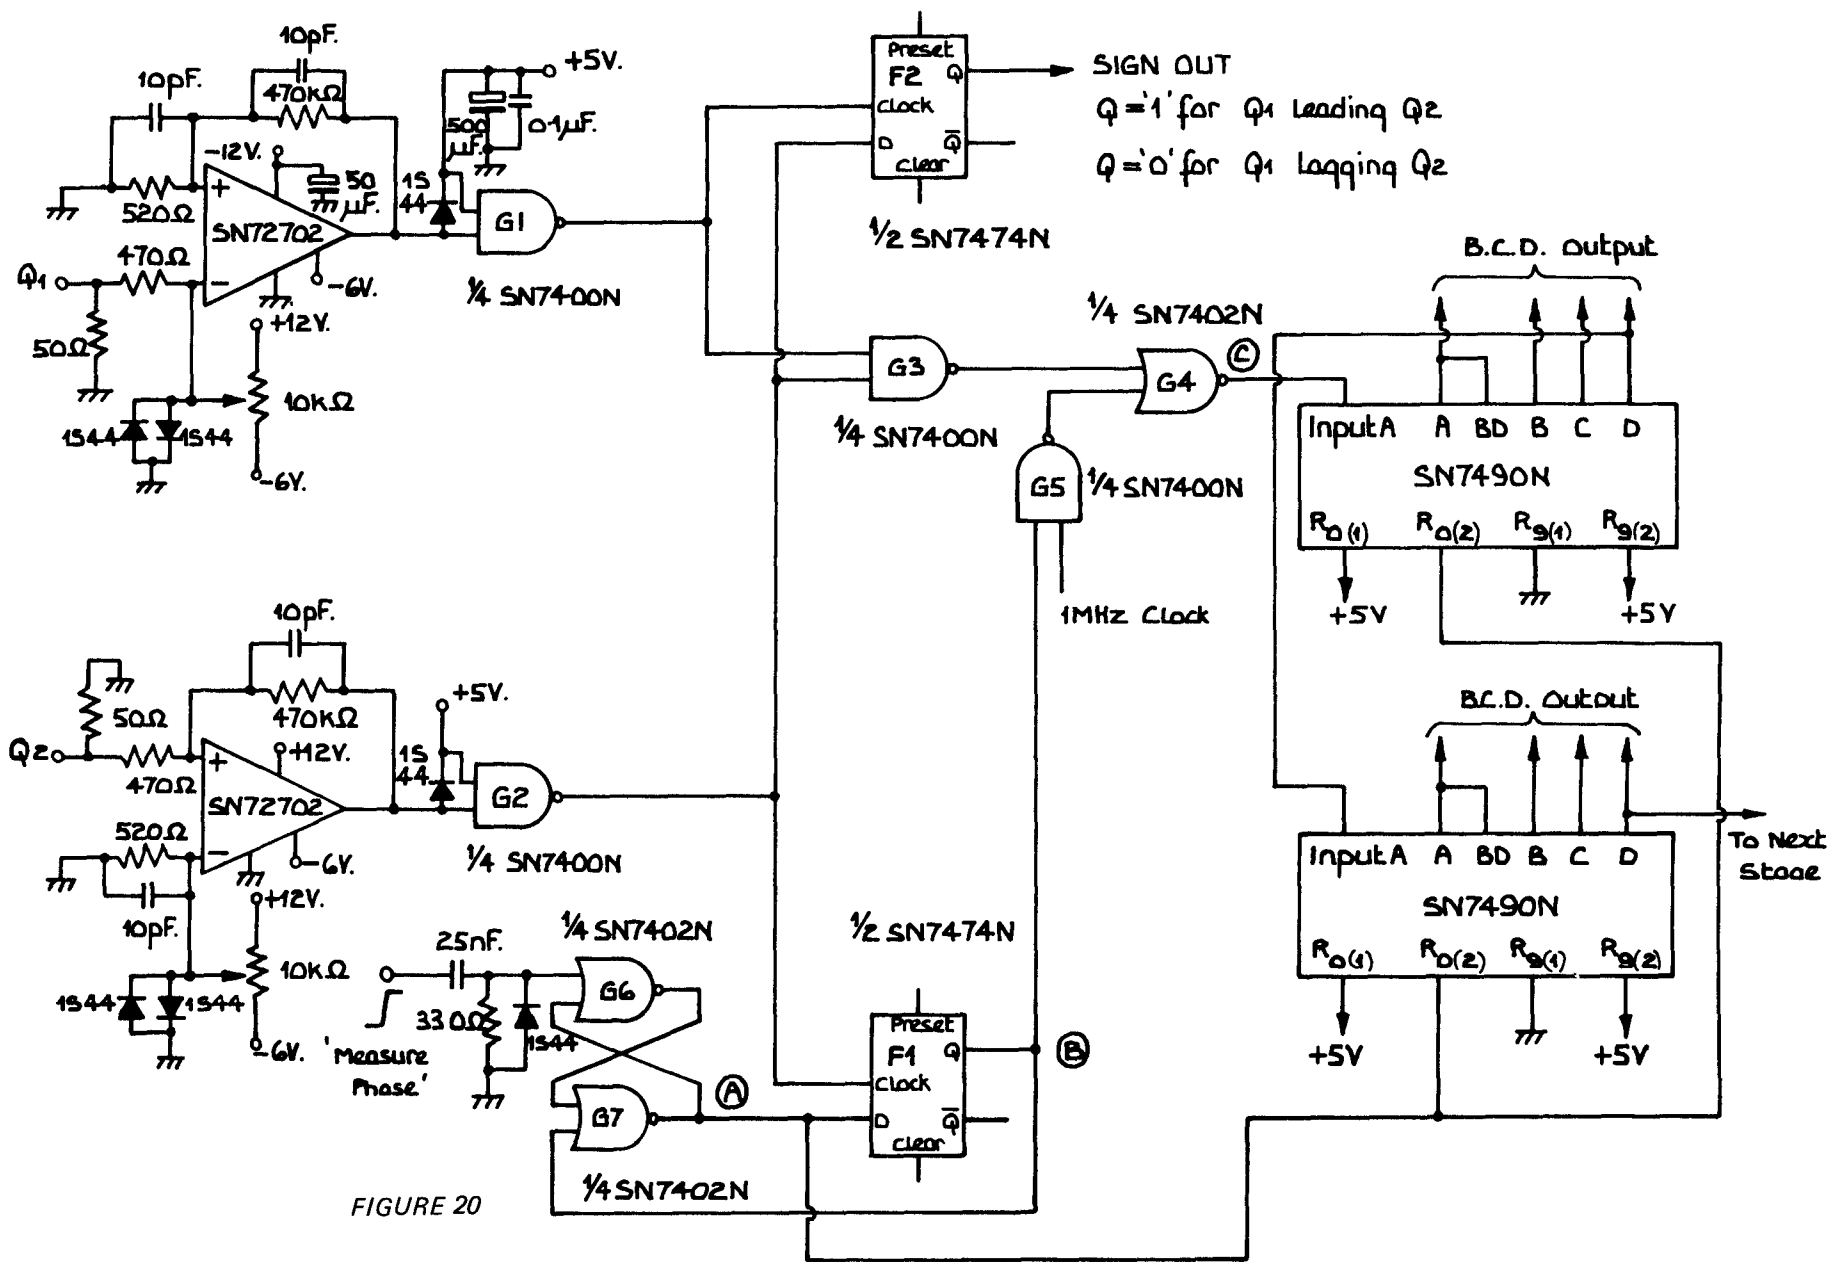 10pF.
10pF.
470kΩ
-12V.
50
μF.
520Ω
SN72702
470Ω
Q1
-6V.
50Ω
+12V.
10kΩ
1S44
1S44
-6V.
+5V.
500
μF.
0.1μF.
1S
44
G1
1/4 SN7400N
Preset
F2
Q
Clock
D
Q̅
Clear
1/2 SN7474N
SIGN OUT
Q='1' for Q1 Leading Q2
Q='0' for Q1 Lagging Q2
G3
1/4 SN7400N
1/4 SN7402N
G4
C
G5
1/4 SN7400N
1MHz Clock
B.C.D. Output
Input A A BD B C D
SN7490N
R0(1) R0(2) R9(1) R9(2)
+5V
+5V
10pF.
470kΩ
50Ω
Q2
470Ω
+12V.
SN72702
520Ω
-6V.
10pF.
+12V.
10kΩ
1S44
1S44
-6V.
+5V.
1S
44
G2
1/4 SN7400N
B.C.D. Output
Input A A BD B C D
SN7490N
R0(1) R0(2) R9(1) R9(2)
+5V
+5V
To Next
Stage
25nF.
330Ω
1S44
'Measure
Phase'
1/4 SN7402N
G6
G7
A
1/4 SN7402N
1/2 SN7474N
Preset
F1
Q
Clock
D
Q̅
Clear
B
FIGURE 20